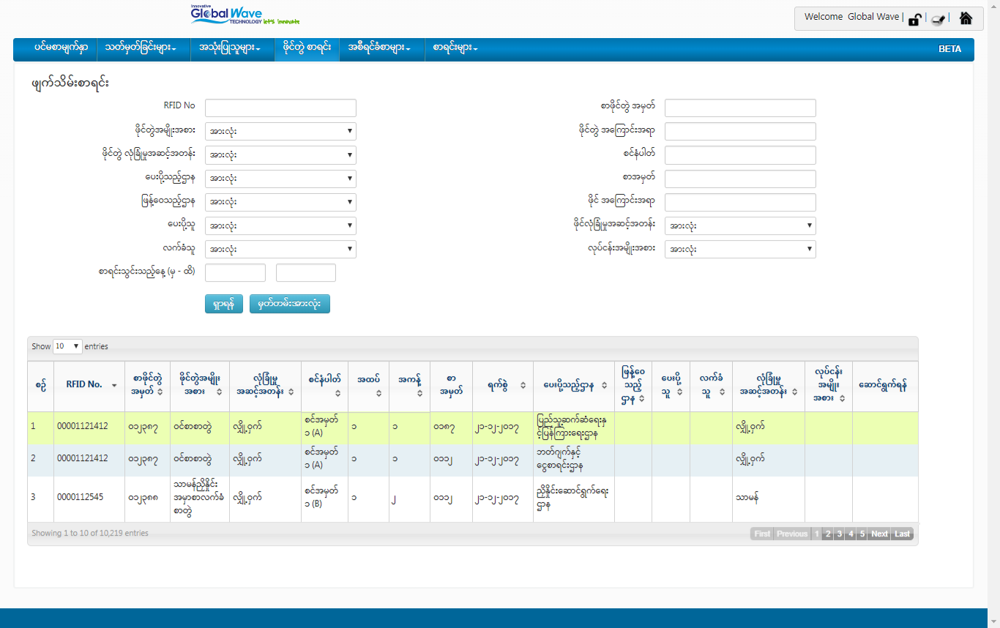 innovative
Global Wave
TECHNOLOGY let's innovate
Welcome Global Wave | | |
ပင်မစာမျက်နှာ သတ်မှတ်ခြင်းများ အသုံးပြုသူများ ဖိုင်တွဲ စာရင်း အစီရင်ခံစာများ စာရင်းများ BETA
ဖျက်သိမ်းစာရင်း
RFID No စာဖိုင်တွဲ အမှတ်
ဖိုင်တွဲအမျိုးအစား အားလုံး ဖိုင်တွဲ အကြောင်းအရာ
ဖိုင်တွဲ လုံခြုံမှုအဆင့်အတန်း အားလုံး စင်နံပါတ်
ပေးပို့သည့်ဌာန အားလုံး စာအမှတ်
ဖြန့်ဝေသည့်ဌာန အားလုံး ဖိုင် အကြောင်းအရာ
ပေးပို့သူ အားလုံး ဖိုင်လုံခြုံမှုအဆင့်အတန်း အားလုံး
လက်ခံသူ အားလုံး လုပ်ငန်းအမျိုးအစား အားလုံး
စာရင်းသွင်းသည့်နေ့ (မှ - ထိ)
ရှာရန် မှတ်တမ်းအားလုံး
Show 10 entries
စဉ် RFID No. စာဖိုင်တွဲ အမှတ် ဖိုင်တွဲအမျိုးအစား လုံခြုံမှု အဆင့်အတန်း စင်နံပါတ် အထပ် အကန့် စာ အမှတ် ရက်စွဲ ပေးပို့သည့်ဌာန ဖြန့်ဝေသည့်ဌာန ပေးပို့သူ လက်ခံသူ လုံခြုံမှု အဆင့်အတန်း လုပ်ငန်းအမျိုးအစား ဆောင်ရွက်ရန်
1 00001121412 ၀၁၂၃၈၇ ဝင်စာစာတွဲ လျှို့ဝှက် စင်အမှတ် ၁ (A) ၁ ၁ ၀၁၈၇ ၂၁-၁၂-၂၀၁၇ ပြည်သူ့ဆက်ဆံရေးနှင့်ပြန်ကြားရေးဌာန လျှို့ဝှက်
2 00001121412 ၀၁၂၃၈၇ ဝင်စာစာတွဲ လျှို့ဝှက် စင်အမှတ် ၁ (A) ၁ ၁ ၀၁၁၂ ၂၁-၁၂-၂၀၁၇ ဘတ်ဂျက်နှင့် ငွေစာရင်းဌာန လျှို့ဝှက်
3 0000112545 ၀၁၂၃၈၈ သာမန်ညှိနှိုင်းအမှာစာလက်ခံစာတွဲ လျှို့ဝှက် စင်အမှတ် ၁ (B) ၁ ၂ ၀၁၁၂ ၂၁-၁၂-၂၀၁၇ ညှိနှိုင်းဆောင်ရွက်ရေးဌာန သာမန်
Showing 1 to 10 of 10,219 entries First Previous 1 2 3 4 5 Next Last